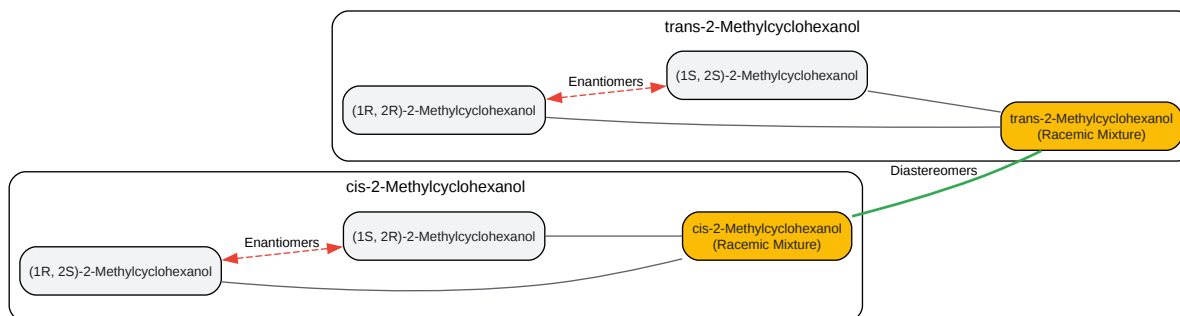 trans-2-Methylcyclohexanol
Enantiomers
(1S, 2S)-2-Methylcyclohexanol
(1R, 2R)-2-Methylcyclohexanol
trans-2-Methylcyclohexanol
(Racemic Mixture)
Diastereomers
cis-2-Methylcyclohexanol
Enantiomers
(1S, 2R)-2-Methylcyclohexanol
cis-2-Methylcyclohexanol
(Racemic Mixture)
(1R, 2S)-2-Methylcyclohexanol